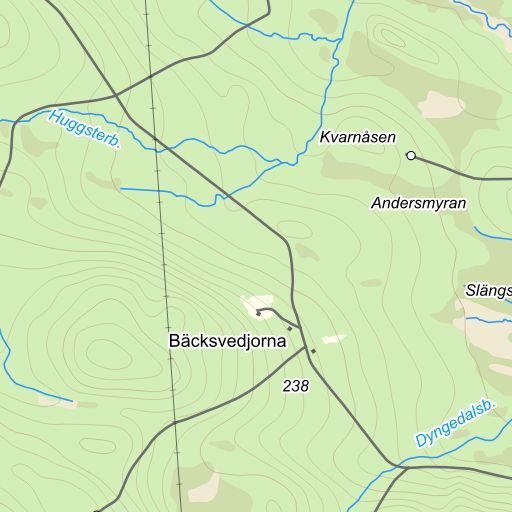 Huggsterb.
Kvarnåsen
Andersmyran
Slängs
Bäcksvedjorna
238
Dyngedalsb.